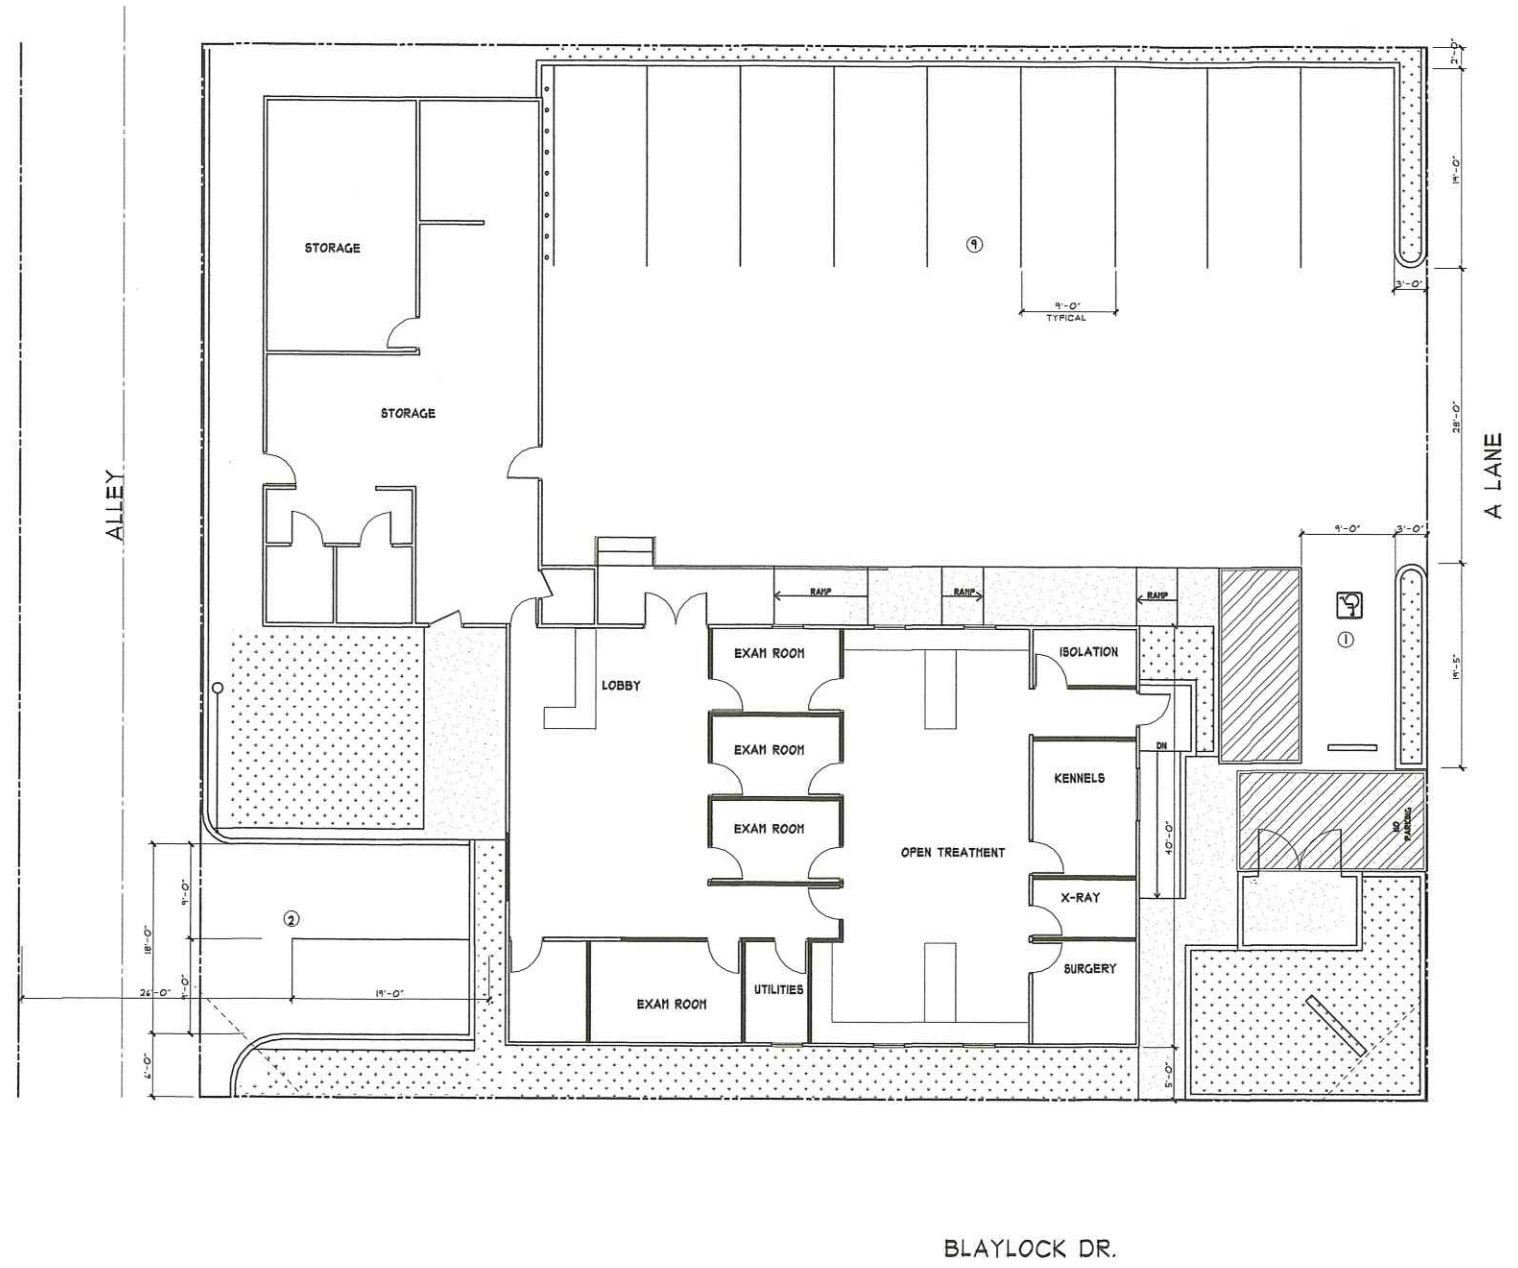 2'-0"
19'-0"
STORAGE
9
3'-0"
9'-0"
TYPICAL
STORAGE
28'-0"
A LANE
ALLEY
9'-0"
3'-0"
RAMP
RAMP
RAMP
1
EXAM ROOM
ISOLATION
LOBBY
19'-5"
EXAM ROOM
DN
KENNELS
EXAM ROOM
NO
PARKING
40'-0"
OPEN TREATMENT
9'-0"
X-RAY
2
18'-0"
SURGERY
26'-0"
9'-0"
19'-0"
UTILITIES
EXAM ROOM
6'-0"
5'-0"
BLAYLOCK DR.